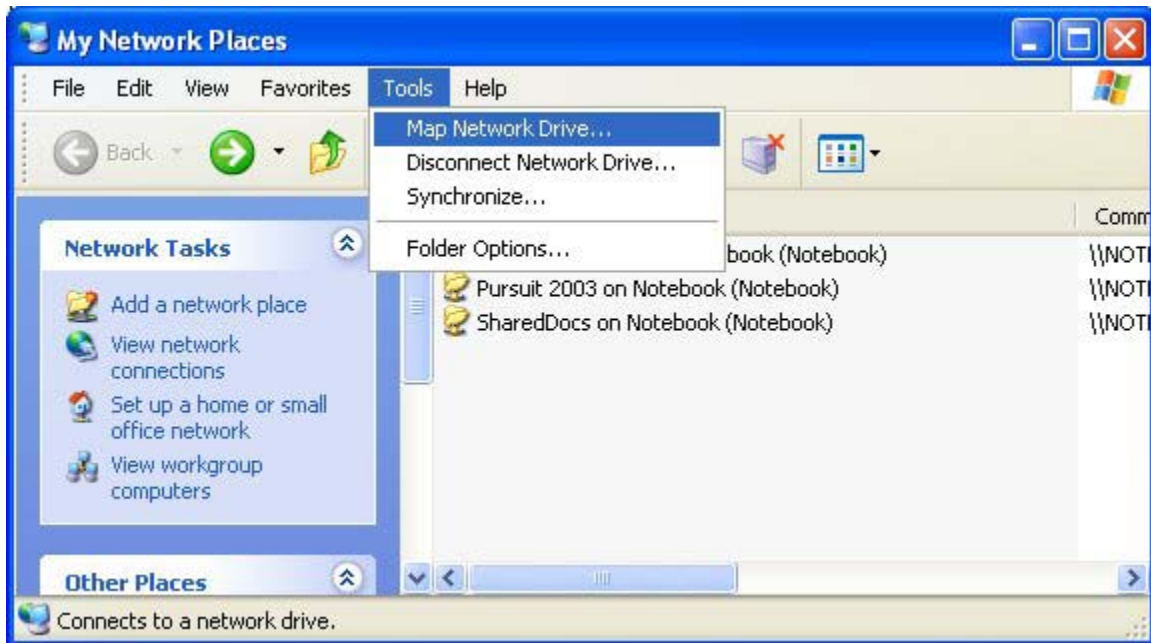 My Network Places
File Edit View Favorites Tools Help
Back
Map Network Drive...
Disconnect Network Drive...
Synchronize...
Folder Options...
Comm
Network Tasks
Add a network place
View network
connections
Set up a home or small
office network
View workgroup
computers
Other Places
book (Notebook) \\NOT
Pursuit 2003 on Notebook (Notebook) \\NOT
SharedDocs on Notebook (Notebook) \\NOT
Connects to a network drive.